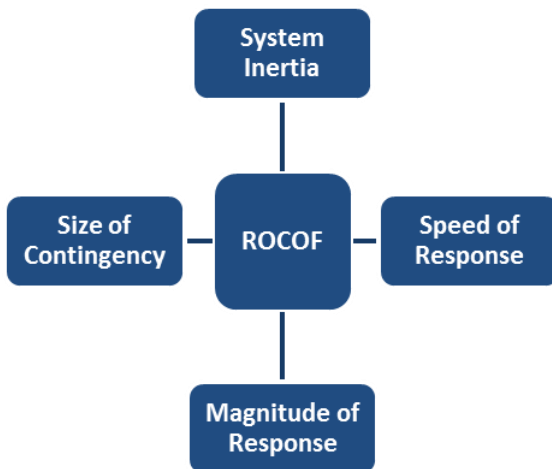 System
Inertia
Size of
Contingency
ROCOF
Speed of
Response
Magnitude of
Response